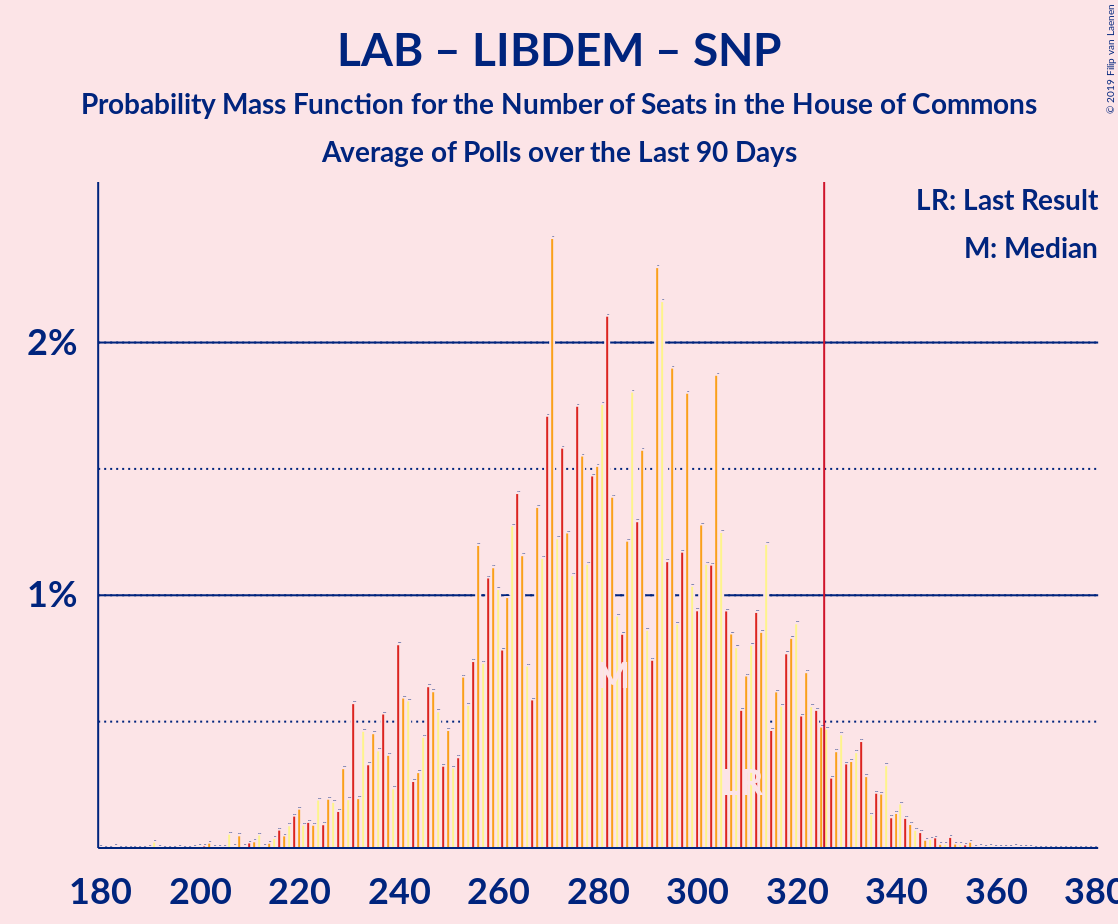 LAB – LIBDEM – SNP
Probability Mass Function for the Number of Seats in the House of Commons
Average of Polls over the Last 90 Days
© 2019 Filip van Laenen
LR: Last Result
M: Median
2%
1%
M
LR
180 200 220 240 260 280 300 320 340 360 380